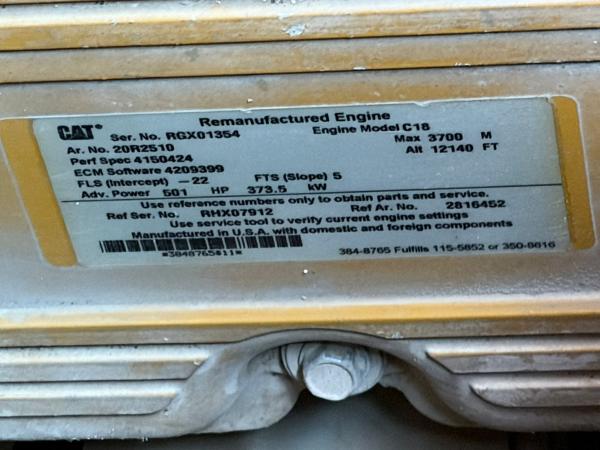 Remanufactured Engine
CAT Ser. No. RGX01354 Engine Model C18
Ar. No. 20R2510 Max 3700 M
Perf Spec 4150424 Alt 12140 FT
ECM Software 4209399
FLS (Intercept) -22 FTS (Slope) 5
Adv. Power 501 HP 373.5 kW
Use reference numbers only to obtain parts and service.
Ref Ser. No. RHX07912 Ref Ar. No. 2816452
Use service tool to verify current engine settings
Manufactured in U.S.A. with domestic and foreign components
*3848765#11* 384-8765 Fulfills 115-5852 or 350-8616